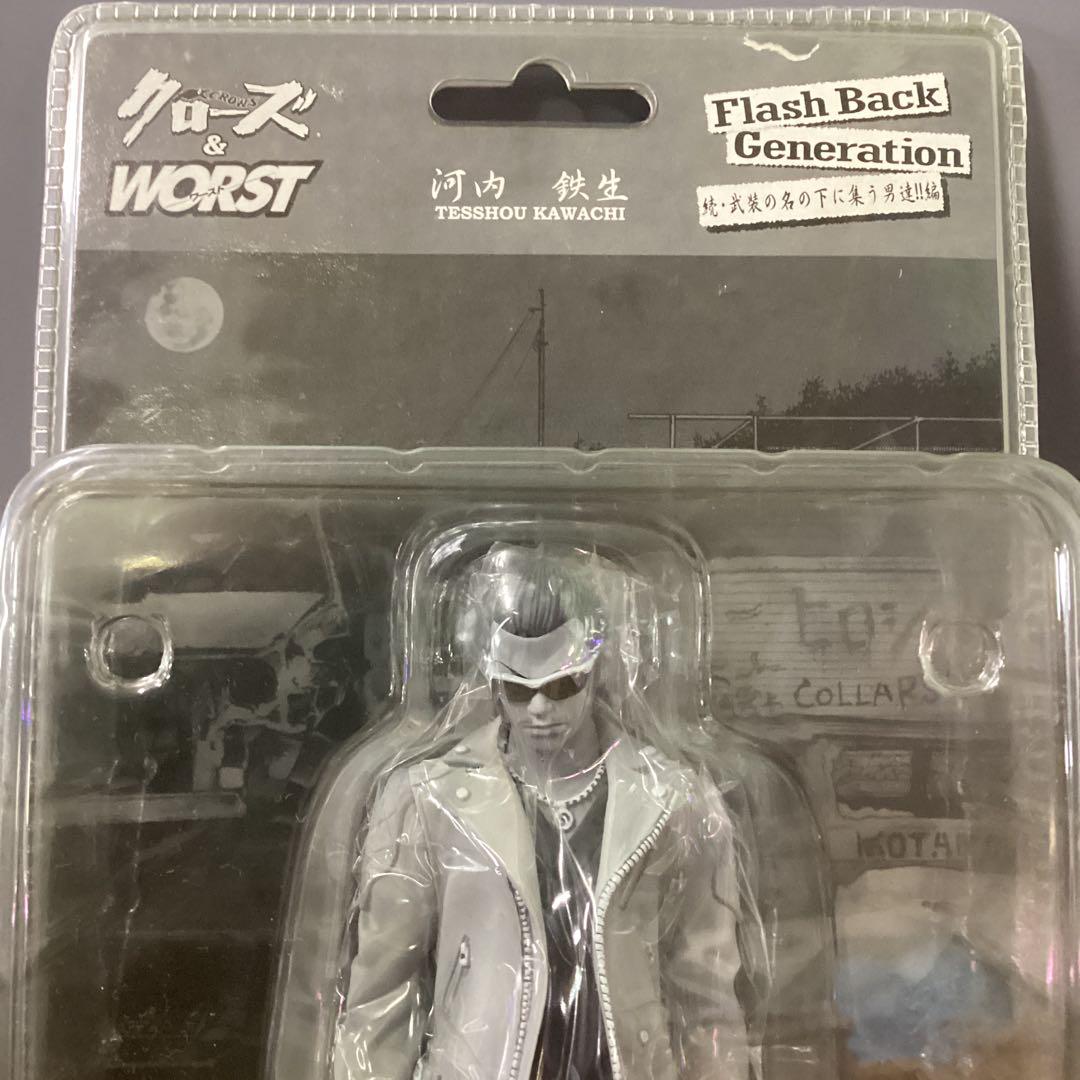 クローズ
×CROWS
&
WORST
ワースト
河内 鉄生
TESSHOU KAWACHI
Flash Back
Generation
続・武装の名の下に集う男達!!編
COLLARS